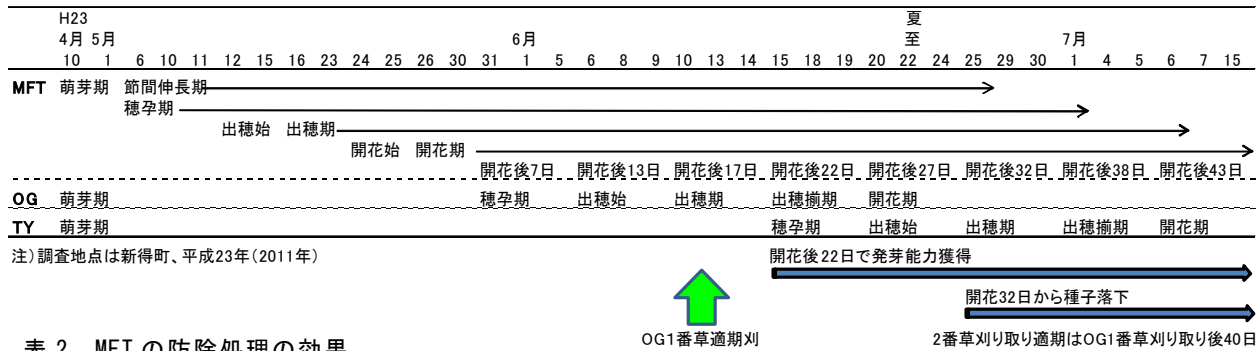 H23 夏
4月 5月 6月 至 7月
10 1 6 10 11 12 15 16 23 24 25 26 30 31 1 5 6 8 9 10 13 14 15 18 19 20 22 24 25 29 30 1 4 5 6 7 15
MFT 萌芽期 節間伸長期
穂孕期
出穂始 出穂期
開花始 開花期
開花後7日 開花後13日 開花後17日 開花後22日 開花後27日 開花後32日 開花後38日 開花後43日
OG 萌芽期 穂孕期 出穂始 出穂期 出穂揃期 開花期
TY 萌芽期 穂孕期 出穂始 出穂期 出穂揃期 開花期
注)調査地点は新得町、平成23年(2011年)
開花後22日で発芽能力獲得
開花32日から種子落下
OG1番草適期刈 2番草刈り取り適期はOG1番草刈り取り後40日
表 2 MFT の防除処理の効果